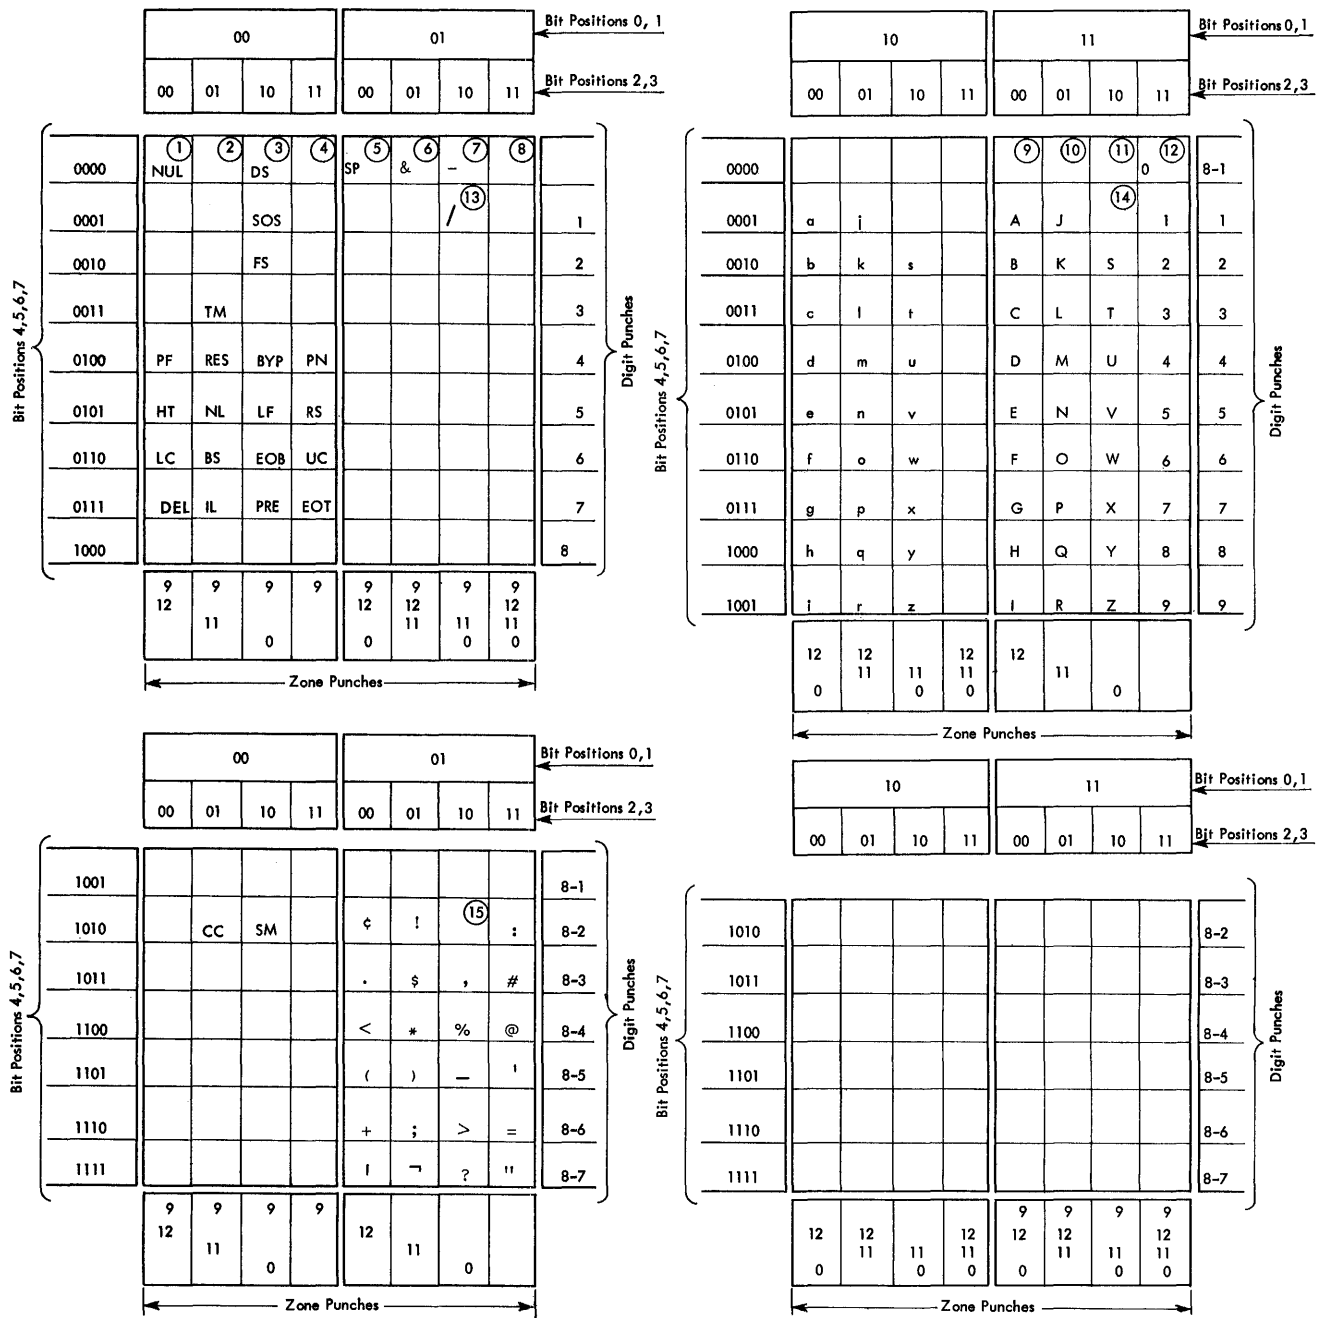 00 01 Bit Positions 0, 1
00 01 10 11 00 01 10 11 Bit Positions 2,3
Bit Positions 4,5,6,7
0000 NUL ① ② DS ③ ④ SP ⑤ & ⑥ - ⑦ ⑧
0001 SOS / ⑬ 1
0010 FS 2
0011 TM 3
0100 PF RES BYP PN 4
0101 HT NL LF RS 5
0110 LC BS EOB UC 6
0111 DEL IL PRE EOT 7
1000 8
Digit Punches
9 9 9 9 9 9 9 9
12 12 12 12
11 11 11 11
0 0 0 0
Zone Punches
10 11 Bit Positions 0,1
00 01 10 11 00 01 10 11 Bit Positions 2,3
Bit Positions 4,5,6,7
0000 ⑨ ⑩ ⑪ 0 ⑫ 8-1
0001 a j A J ⑭ 1 1
0010 b k s B K S 2 2
0011 c l t C L T 3 3
0100 d m u D M U 4 4
0101 e n v E N V 5 5
0110 f o w F O W 6 6
0111 g p x G P X 7 7
1000 h q y H Q Y 8 8
1001 i r z I R Z 9 9
Digit Punches
12 12 12 12
11 11 11 11
0 0 0 0
Zone Punches
00 01 Bit Positions 0,1
00 01 10 11 00 01 10 11 Bit Positions 2,3
Bit Positions 4,5,6,7
1001 8-1
1010 CC SM ¢ ! ⑮ : 8-2
1011 . $ , # 8-3
1100 < * % @ 8-4
1101 ( ) _ ' 8-5
1110 + ; > = 8-6
1111 | ¬ ? " 8-7
Digit Punches
9 9 9 9
12 12
11 11
0 0
Zone Punches
10 11 Bit Positions 0,1
00 01 10 11 00 01 10 11 Bit Positions 2,3
Bit Positions 4,5,6,7
1010 8-2
1011 8-3
1100 8-4
1101 8-5
1110 8-6
1111 8-7
Digit Punches
9 9 9 9
12 12 12 12 12 12
11 11 11 11 11 11
0 0 0 0 0 0
Zone Punches